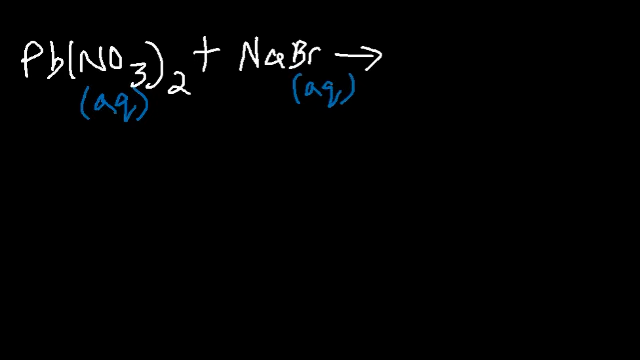 Pb(NO3)2 + NaBr →
(aq) (aq)